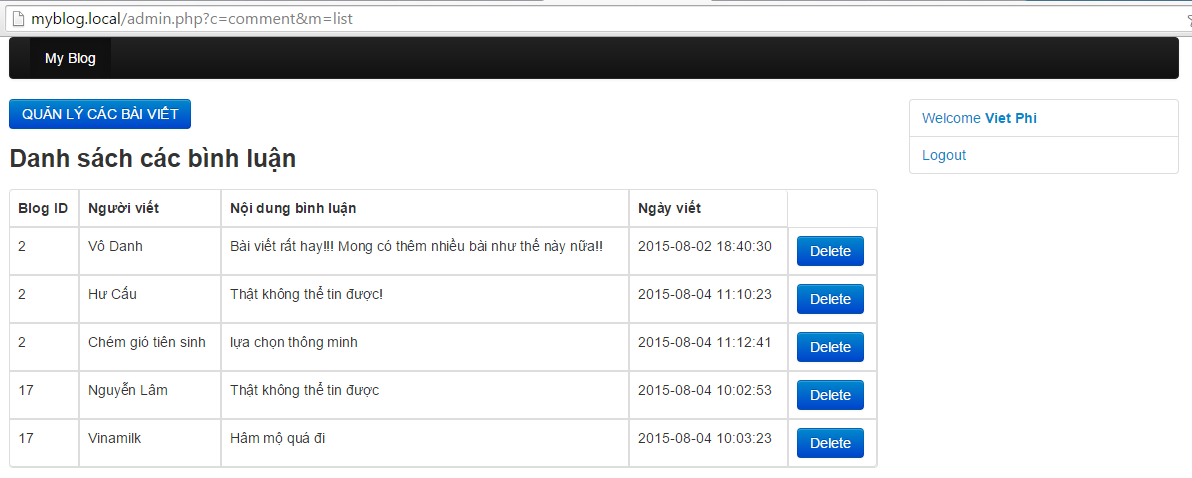 myblog.local/admin.php?c=comment&m=list
My Blog
QUẢN LÝ CÁC BÀI VIẾT
Welcome Viet Phi
Logout
Danh sách các bình luận
Blog ID Người viết Nội dung bình luận Ngày viết
2 Vô Danh Bài viết rất hay!!! Mong có thêm nhiều bài như thế này nữa!! 2015-08-02 18:40:30 Delete
2 Hư Cấu Thật không thể tin được! 2015-08-04 11:10:23 Delete
2 Chém gió tiên sinh lựa chọn thông minh 2015-08-04 11:12:41 Delete
17 Nguyễn Lâm Thật không thể tin được 2015-08-04 10:02:53 Delete
17 Vinamilk Hâm mộ quá đi 2015-08-04 10:03:23 Delete